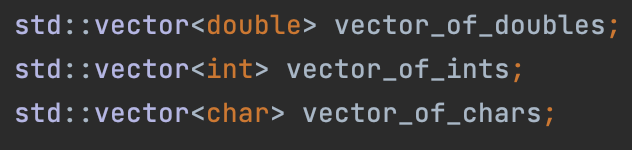 std::vector<double> vector_of_doubles;
std::vector<int> vector_of_ints;
std::vector<char> vector_of_chars;